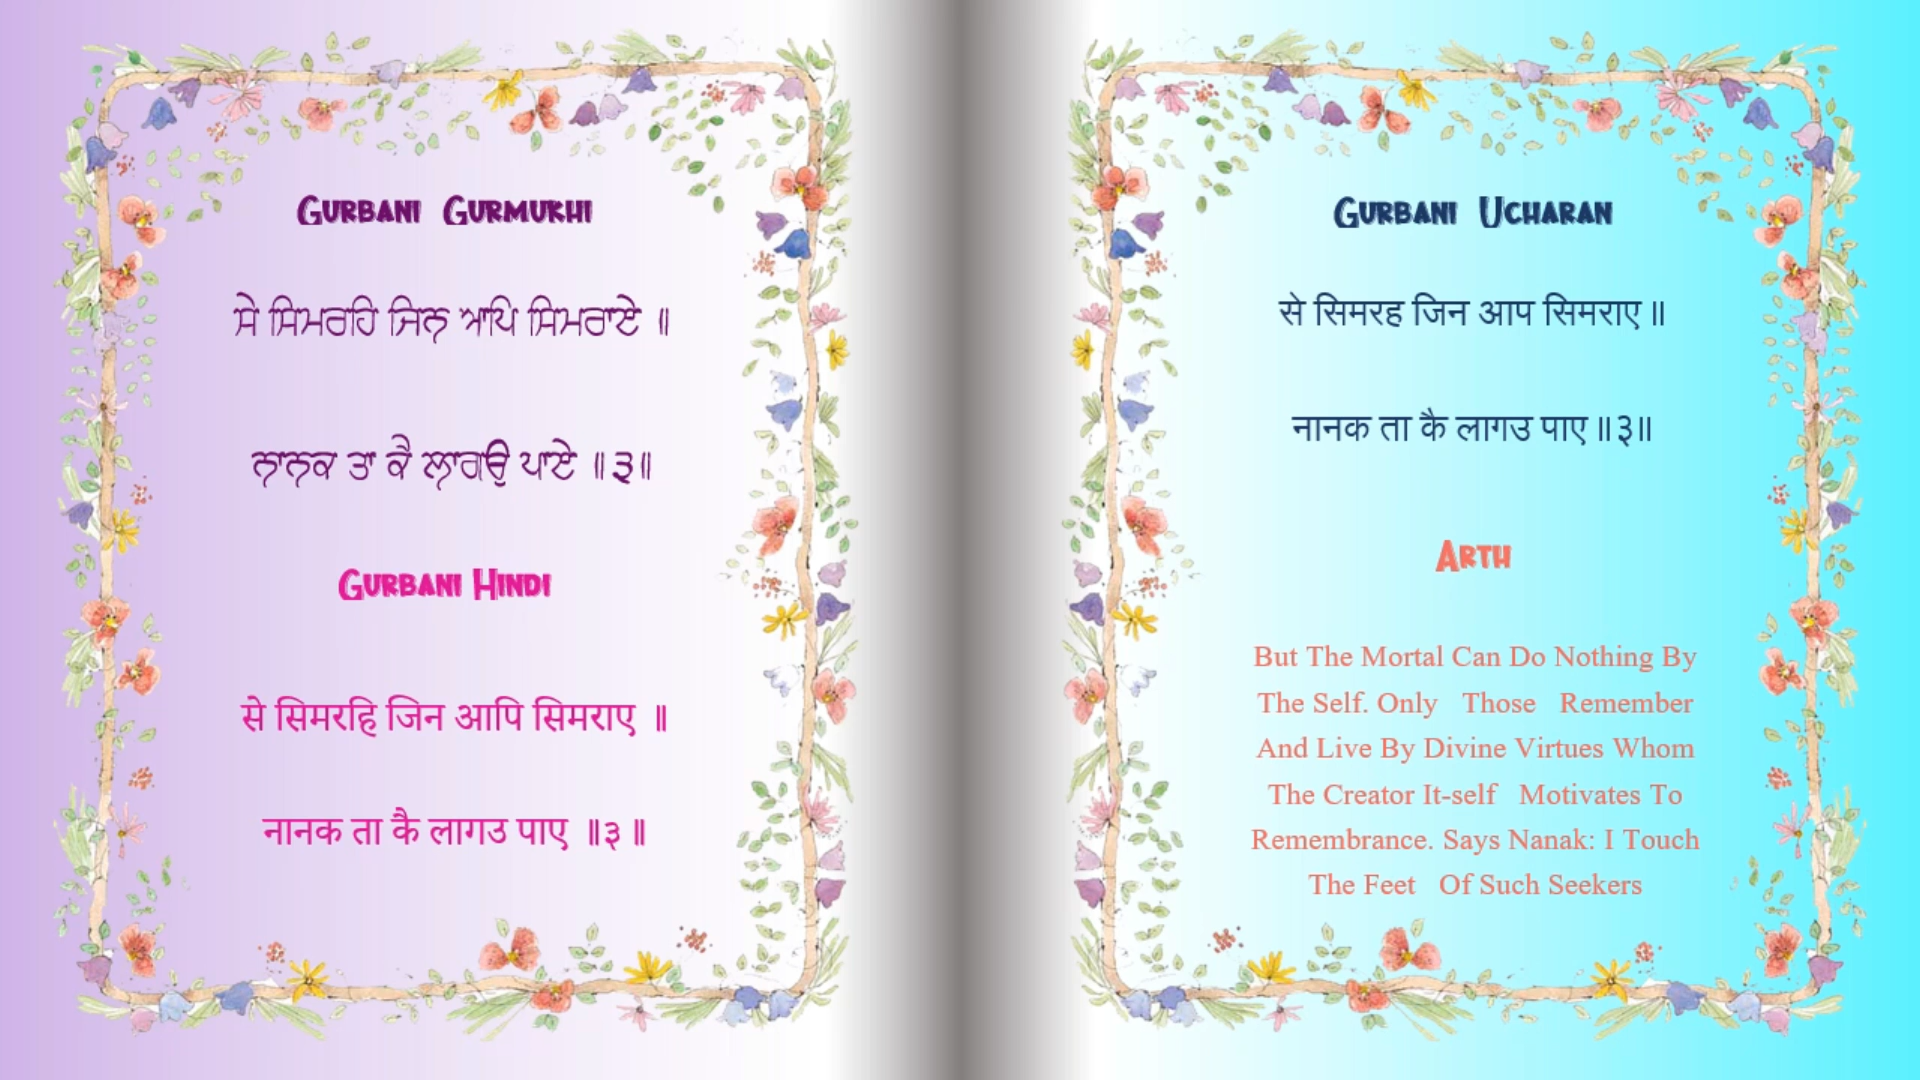 Gurbani Gurmukhi
ਸੇ ਸਿਮਰਹਿ ਜਿਨ ਆਪਿ ਸਿਮਰਾਏ ॥
ਨਾਨਕ ਤਾ ਕੈ ਲਾਗਉ ਪਾਏ ॥੩॥
Gurbani Hindi
से सिमरहि जिन आपि सिमराए ॥
नानक ता कै लागउ पाए ॥३॥
Gurbani Ucharan
से सिमरह जिन आप सिमराए॥
नानक ता कै लागउ पाए॥३॥
Arth
But The Mortal Can Do Nothing By
The Self. Only Those Remember
And Live By Divine Virtues Whom
The Creator It-self Motivates To
Remembrance. Says Nanak: I Touch
The Feet Of Such Seekers